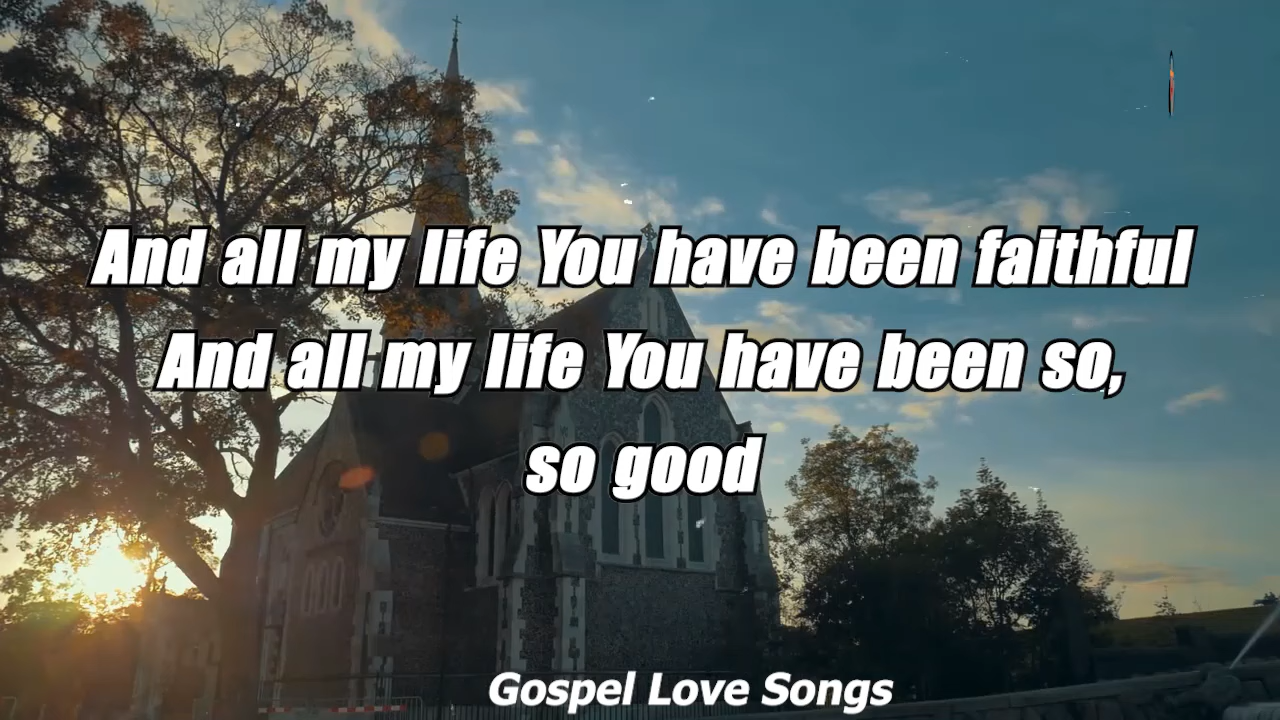 And all my life You have been faithful
And all my life You have been so,
so good
Gospel Love Songs